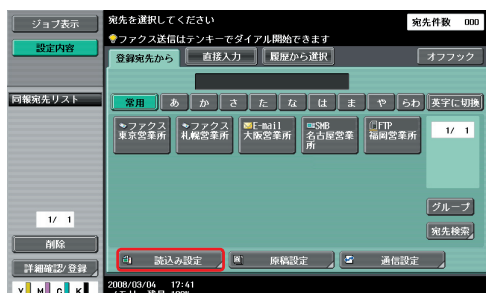 ジョブ表示
宛先を選択してください
宛先件数 000
ファクス送信はテンキーでダイアル開始できます
設定内容
登録宛先から 直接入力 履歴から選択 オフフック
同報宛先リスト
常用 あ か さ た な は ま や らわ 英字に切換
ファクス 東京営業所
ファクス 札幌営業所
E-mail 大阪営業所
SMB 名古屋営業所
FTP 福岡営業所
1/ 1
グループ
1/ 1
宛先検索
削除
読込み設定 原稿設定 通信設定
詳細確認/登録
2008/03/04 17:41
Y M C K